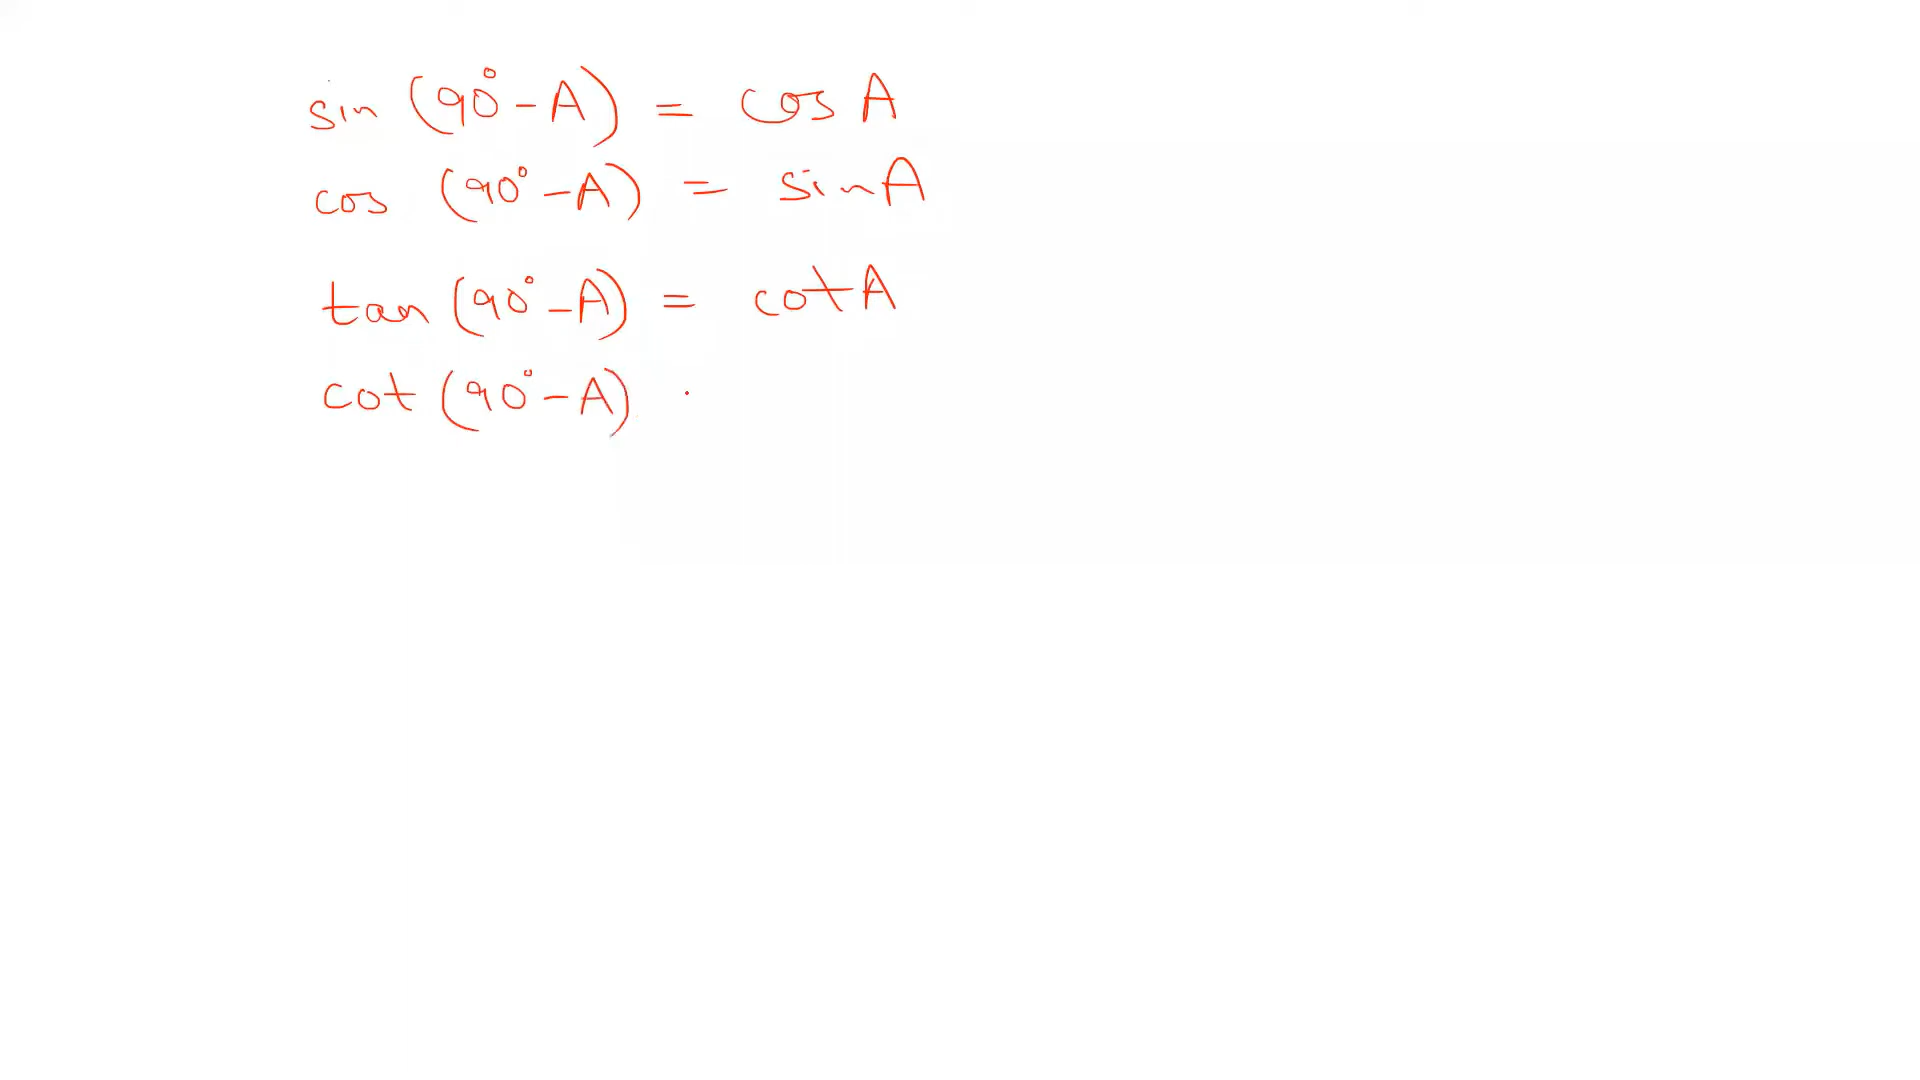 sin (90° - A) = cos A
cos (90° - A) = sin A
tan (90° - A) = cot A
cot (90° - A)